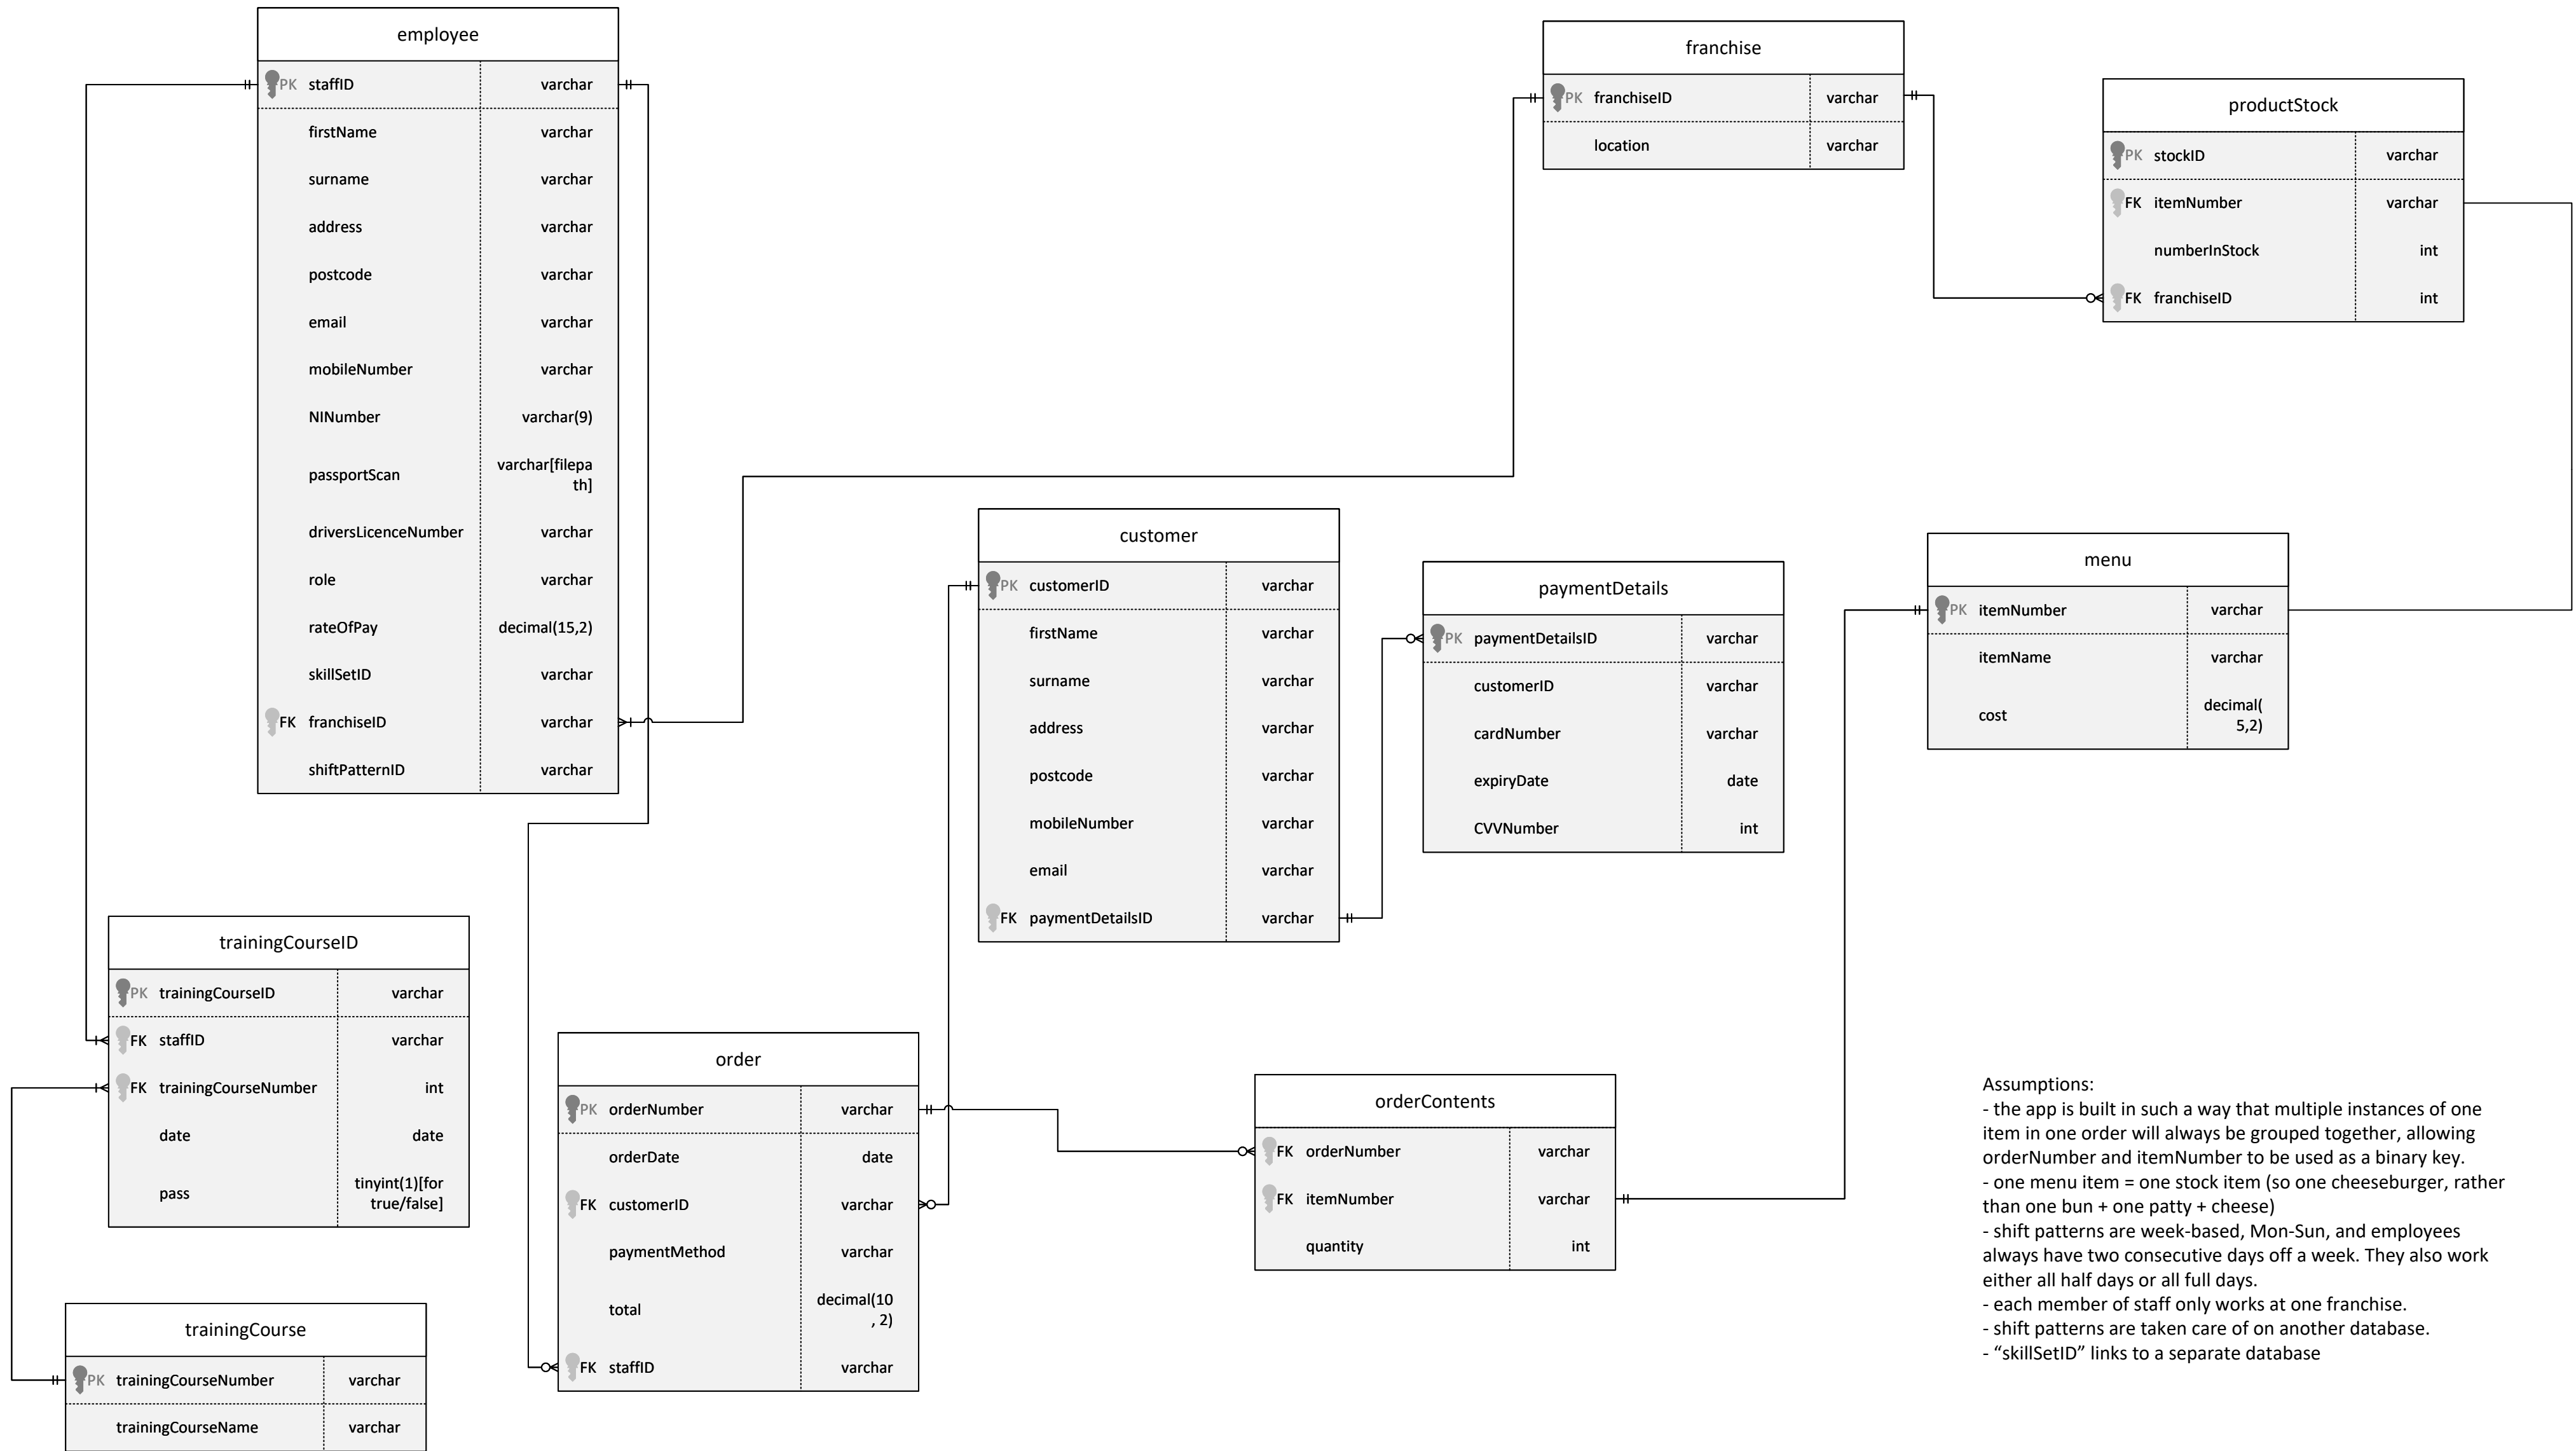 employee
PK staffID varchar
firstName varchar
surname varchar
address varchar
postcode varchar
email varchar
mobileNumber varchar
NINumber varchar(9)
passportScan varchar[filepa
th]
driversLicenceNumber varchar
role varchar
rateOfPay decimal(15,2)
skillSetID varchar
FK franchiseID varchar
shiftPatternID varchar
franchise
PK franchiseID varchar
location varchar
productStock
PK stockID varchar
FK itemNumber varchar
numberInStock int
FK franchiseID int
customer
PK customerID varchar
firstName varchar
surname varchar
address varchar
postcode varchar
mobileNumber varchar
email varchar
FK paymentDetailsID varchar
paymentDetails
PK paymentDetailsID varchar
customerID varchar
cardNumber varchar
expiryDate date
CVVNumber int
menu
PK itemNumber varchar
itemName varchar
cost decimal(
5,2)
trainingCourseID
PK trainingCourseID varchar
FK staffID varchar
FK trainingCourseNumber int
date date
pass tinyint(1)[for
true/false]
trainingCourse
PK trainingCourseNumber varchar
trainingCourseName varchar
order
PK orderNumber varchar
orderDate date
FK customerID varchar
paymentMethod varchar
total decimal(10
, 2)
FK staffID varchar
orderContents
FK orderNumber varchar
FK itemNumber varchar
quantity int
Assumptions:
- the app is built in such a way that multiple instances of one
item in one order will always be grouped together, allowing
orderNumber and itemNumber to be used as a binary key.
- one menu item = one stock item (so one cheeseburger, rather
than one bun + one patty + cheese)
- shift patterns are week-based, Mon-Sun, and employees
always have two consecutive days off a week. They also work
either all half days or all full days.
- each member of staff only works at one franchise.
- shift patterns are taken care of on another database.
- “skillSetID” links to a separate database